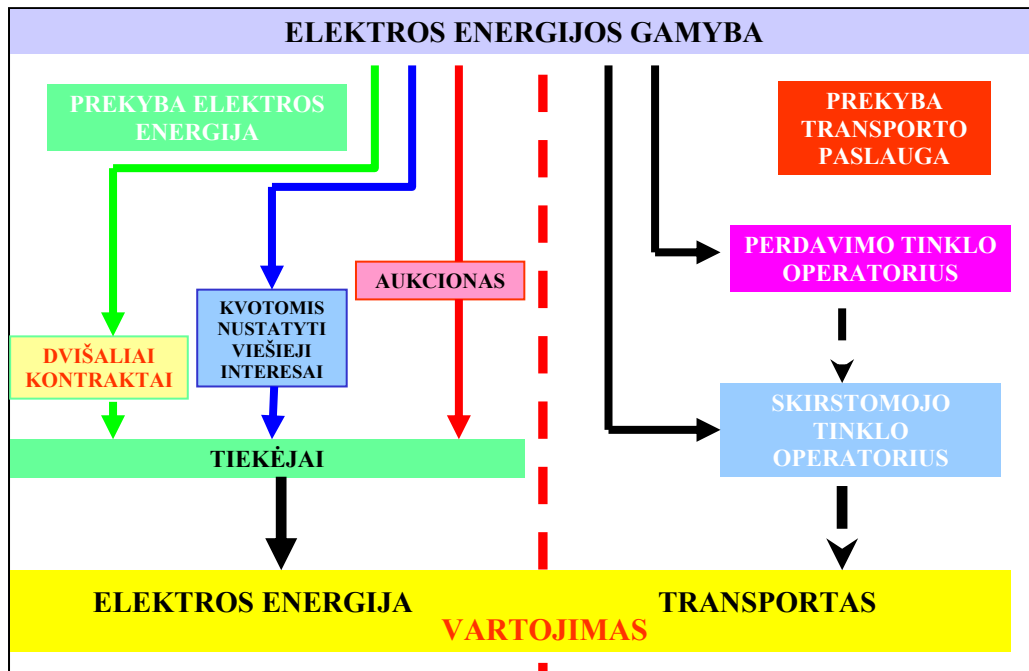 ELEKTROS ENERGIJOS GAMYBA
PREKYBA ELEKTROS
ENERGIJA
PREKYBA
TRANSPORTO
PASLAUGA
PERDAVIMO TINKLO
OPERATORIUS
AUKCIONAS
KVOTOMIS
NUSTATYTI
VIEŠIEJI
INTERESAI
DVIŠALIAI
KONTRAKTAI
SKIRSTOMOJO
TINKLO
OPERATORIUS
TIEKĖJAI
ELEKTROS ENERGIJA
TRANSPORTAS
VARTOJIMAS